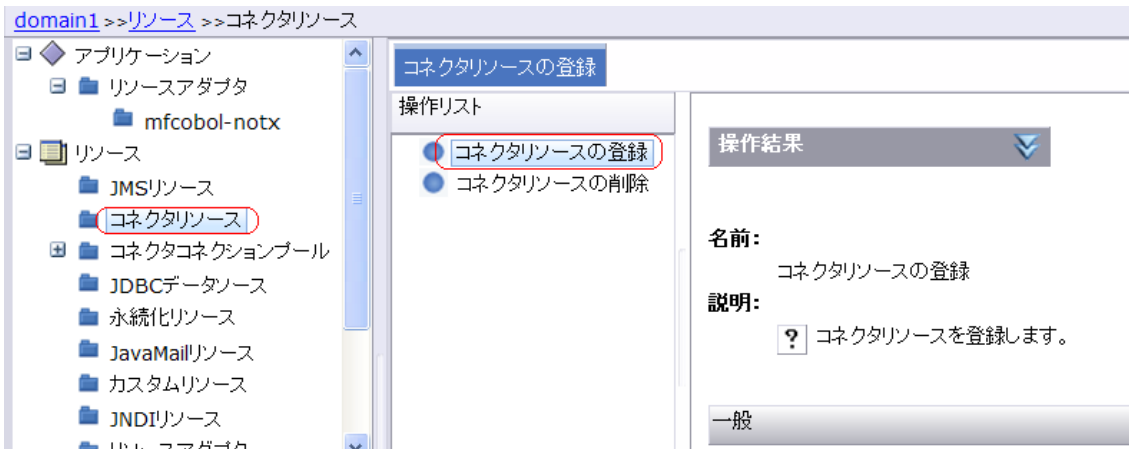 domain1 >>リソース >>コネクタリソース
アプリケーション
リソースアダプタ
mfcobol-notx
リソース
JMSリソース
コネクタリソース
コネクタコネクションプール
JDBCデータソース
永続化リソース
JavaMailリソース
カスタムリソース
JNDIリソース
リソースアダプタ
コネクタリソースの登録
操作リスト
コネクタリソースの登録
コネクタリソースの削除
操作結果
名前:
コネクタリソースの登録
説明:
? コネクタリソースを登録します。
一般